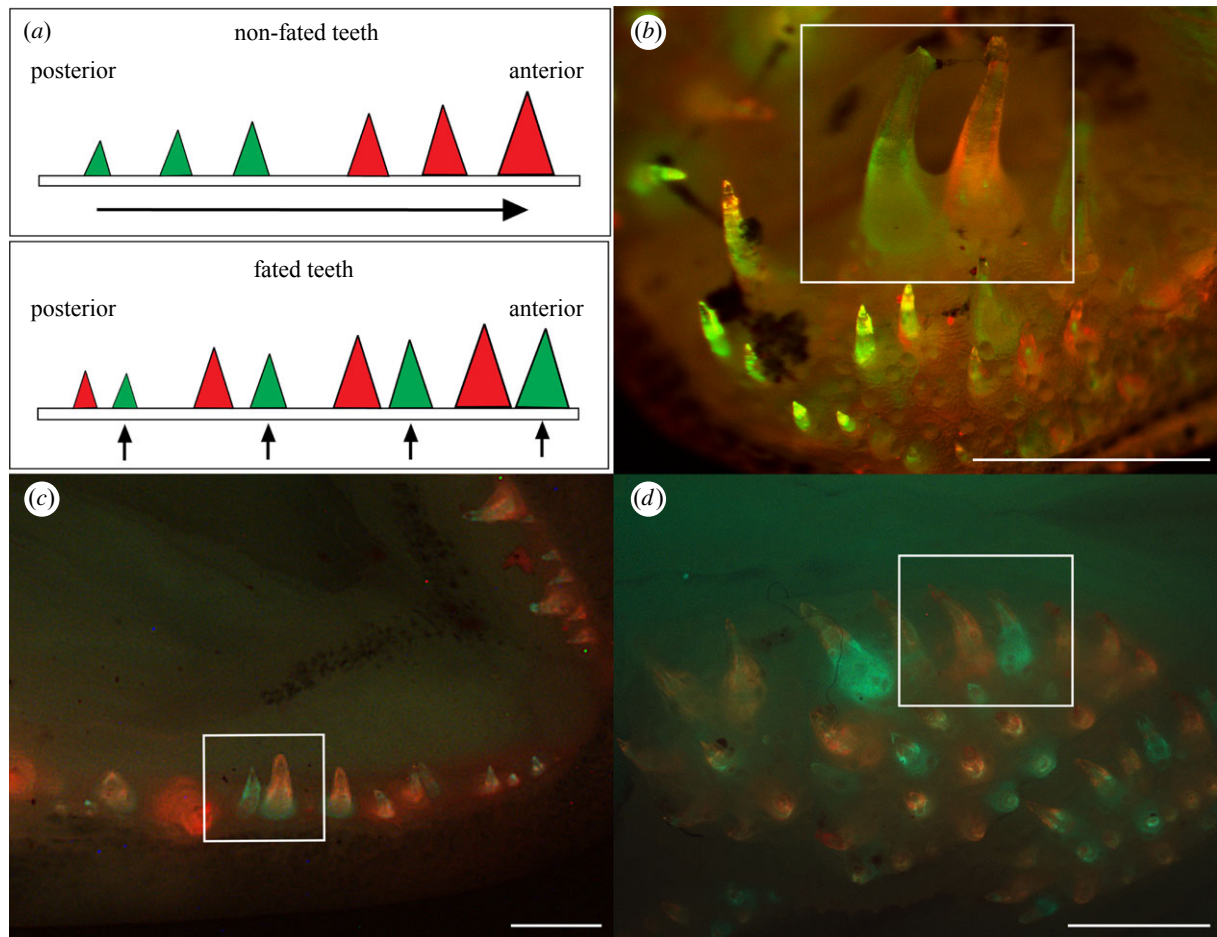 (a)
non-fated teeth
posterior anterior
fated teeth
posterior anterior
(b)
(c)
(d)